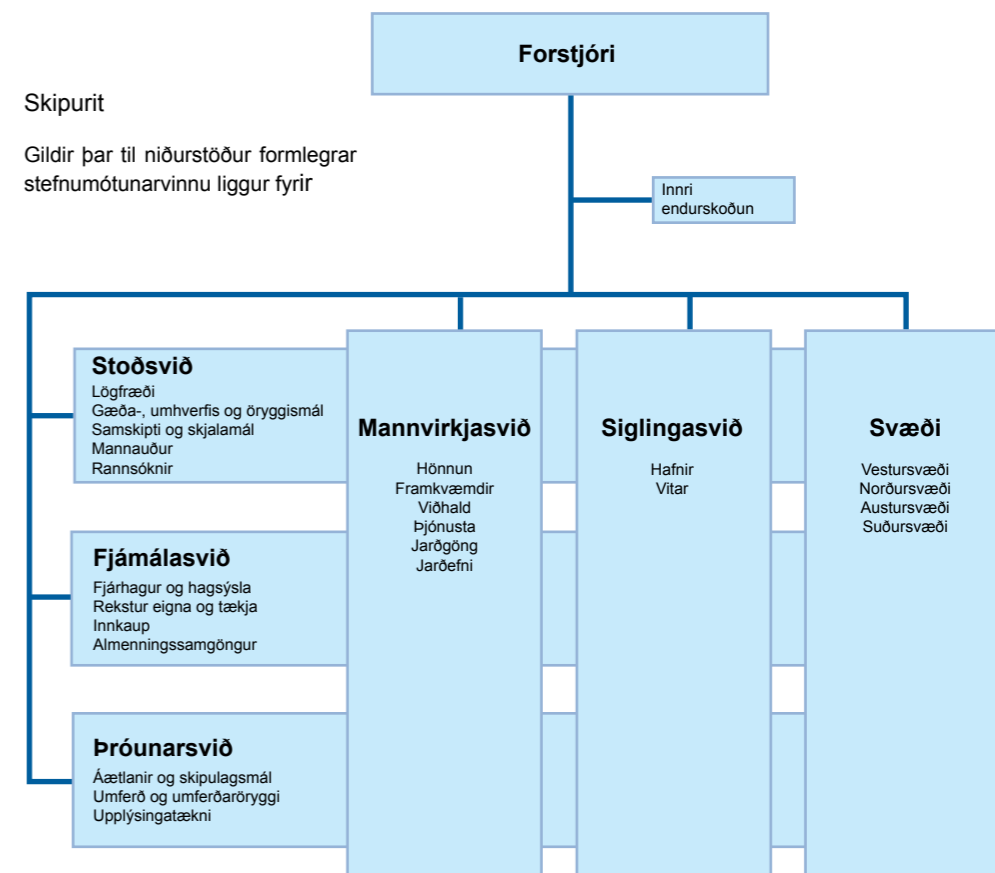 Forstjóri
Skipurit
Gildir þar til niðurstöður formlegrar
stefnumótunarvinnu liggur fyrir
Innri
endurskoðun
Stoðsvið
Lögfræði
Gæða-, umhverfis og öryggismál
Samskipti og skjalamál
Mannauður
Rannsóknir
Mannvirkjasvið
Hönnun
Framkvæmdir
Viðhald
Þjónusta
Jarðgöng
Jarðefni
Siglingasvið
Hafnir
Vitar
Svæði
Vestursvæði
Norðursvæði
Austursvæði
Suðursvæði
Fjámálasvið
Fjárhagur og hagsýsla
Rekstur eigna og tækja
Innkaup
Almenningssamgöngur
Þróunarsvið
Áætlanir og skipulagsmál
Umferð og umferðaröryggi
Upplýsingatækni